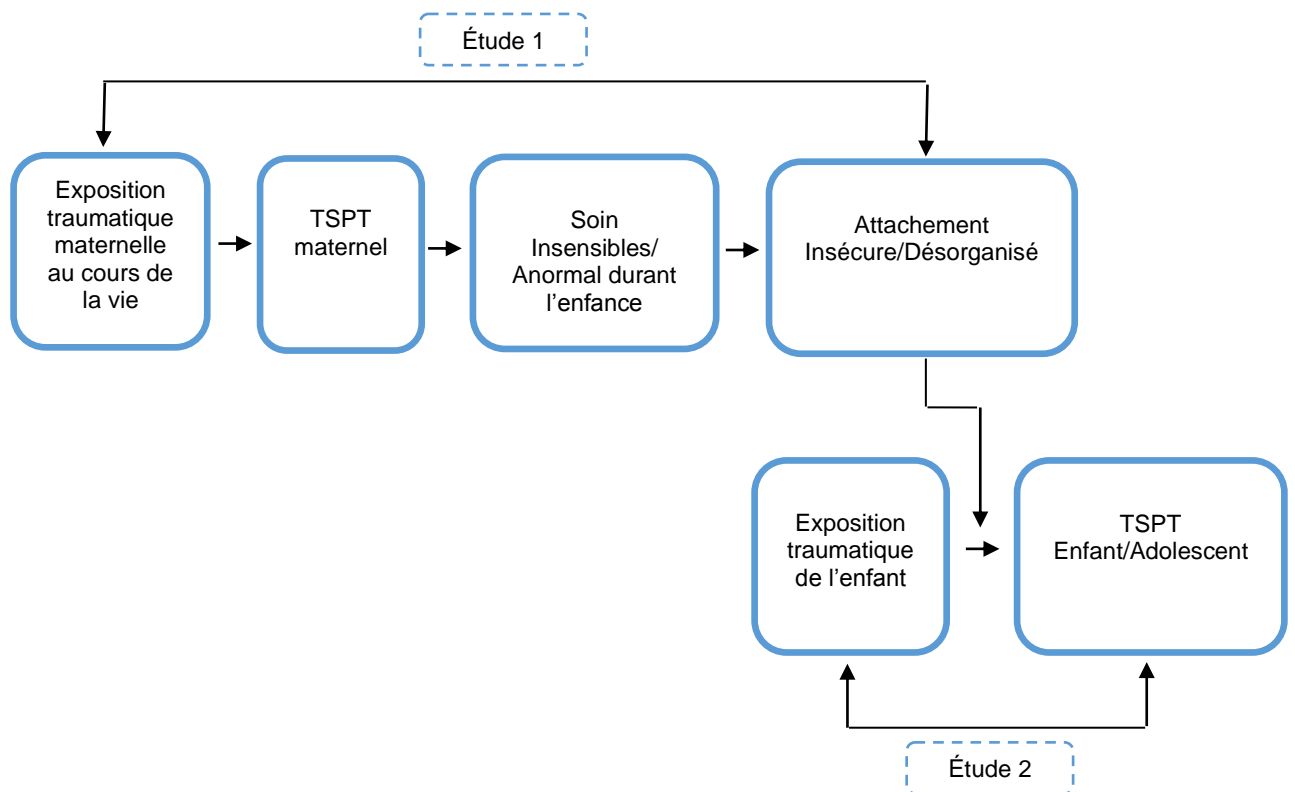 Étude 1
Exposition
traumatique
maternelle
au cours de
la vie
TSPT
maternel
Soin
Insensibles/
Anormal durant
l’enfance
Attachement
Insécure/Désorganisé
Exposition
traumatique
de l’enfant
TSPT
Enfant/Adolescent
Étude 2